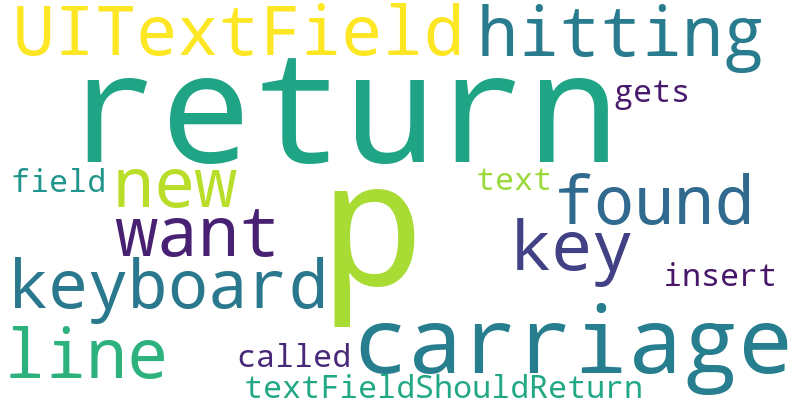 UITextField hitting
return gets
field new text found
want p key
keyboard insert
line called carriage
textFieldShouldReturn